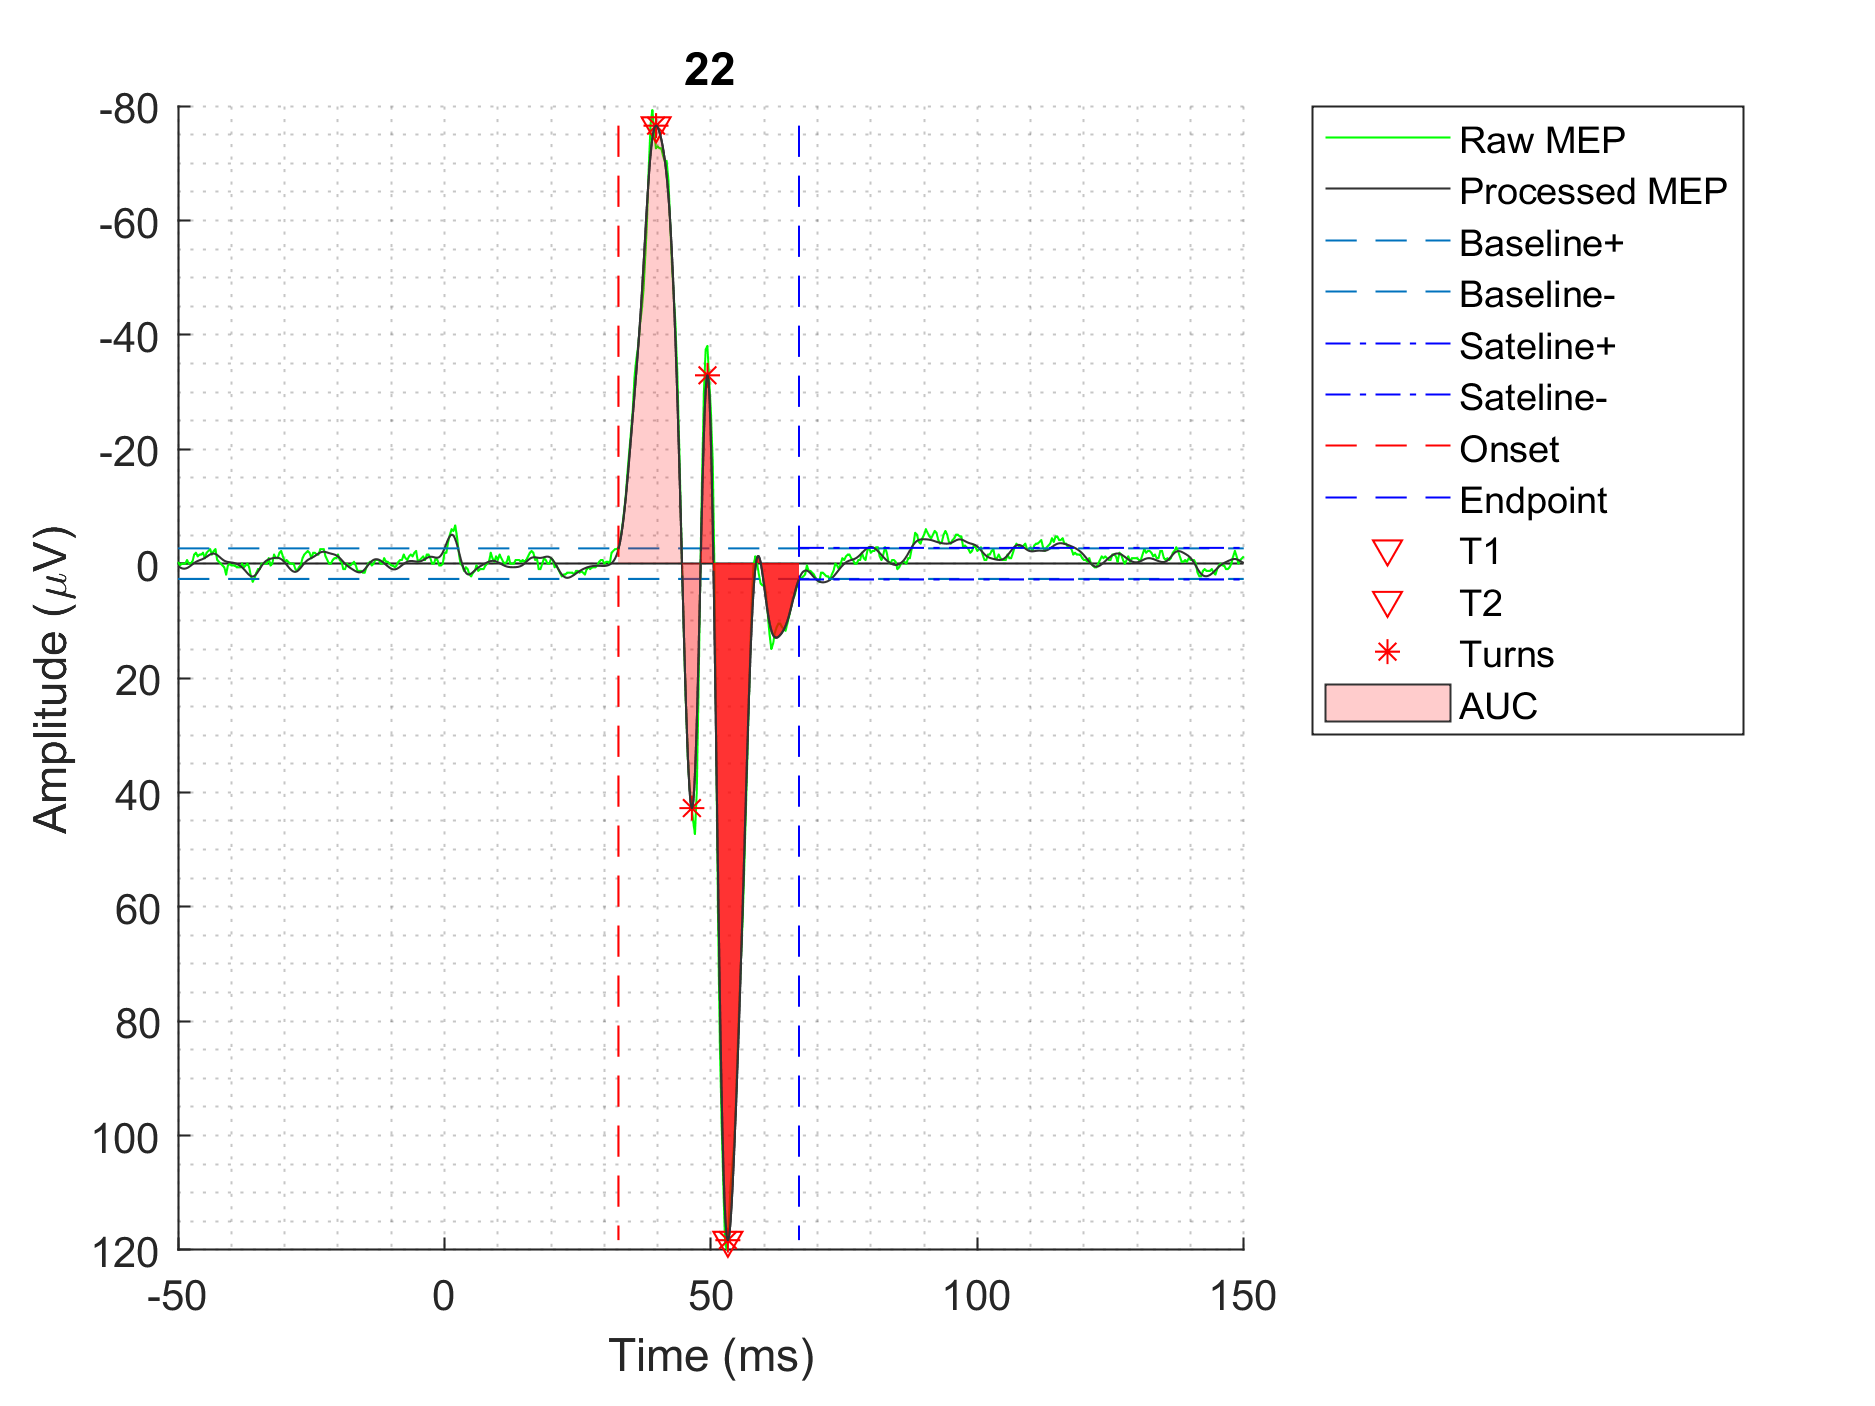 22
-80
-60
-40
-20
0
20
40
60
80
100
120
Amplitude (μV)
-50 0 50 100 150
Time (ms)
Raw MEP
Processed MEP
Baseline+
Baseline-
Sateline+
Sateline-
Onset
Endpoint
T1
T2
Turns
AUC